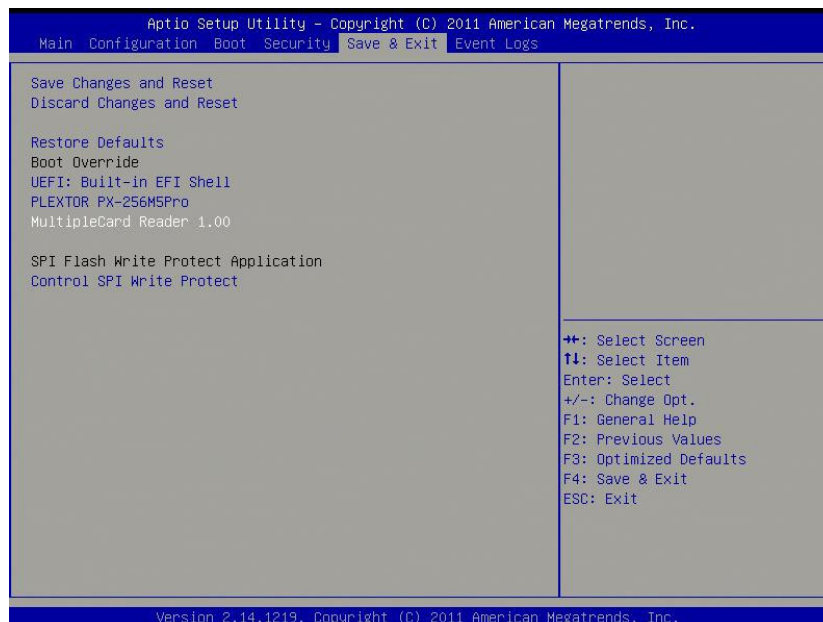 Aptio Setup Utility – Copyright (C) 2011 American Megatrends, Inc.
Main Configuration Boot Security Save & Exit Event Logs
Save Changes and Reset
Discard Changes and Reset
Restore Defaults
Boot Override
UEFI: Built-in EFI Shell
PLEXTOR PX-256M5Pro
MultipleCard Reader 1.00
SPI Flash Write Protect Application
Control SPI Write Protect
→←: Select Screen
↑↓: Select Item
Enter: Select
+/-: Change Opt.
F1: General Help
F2: Previous Values
F3: Optimized Defaults
F4: Save & Exit
ESC: Exit
Version 2.14.1219. Copyright (C) 2011 American Megatrends, Inc.